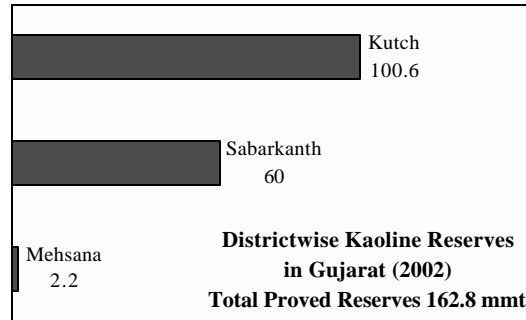 Kutch
100.6
Sabarkanth
60
Mehsana
2.2
Districtwise Kaoline Reserves
in Gujarat (2002)
Total Proved Reserves 162.8 mmt